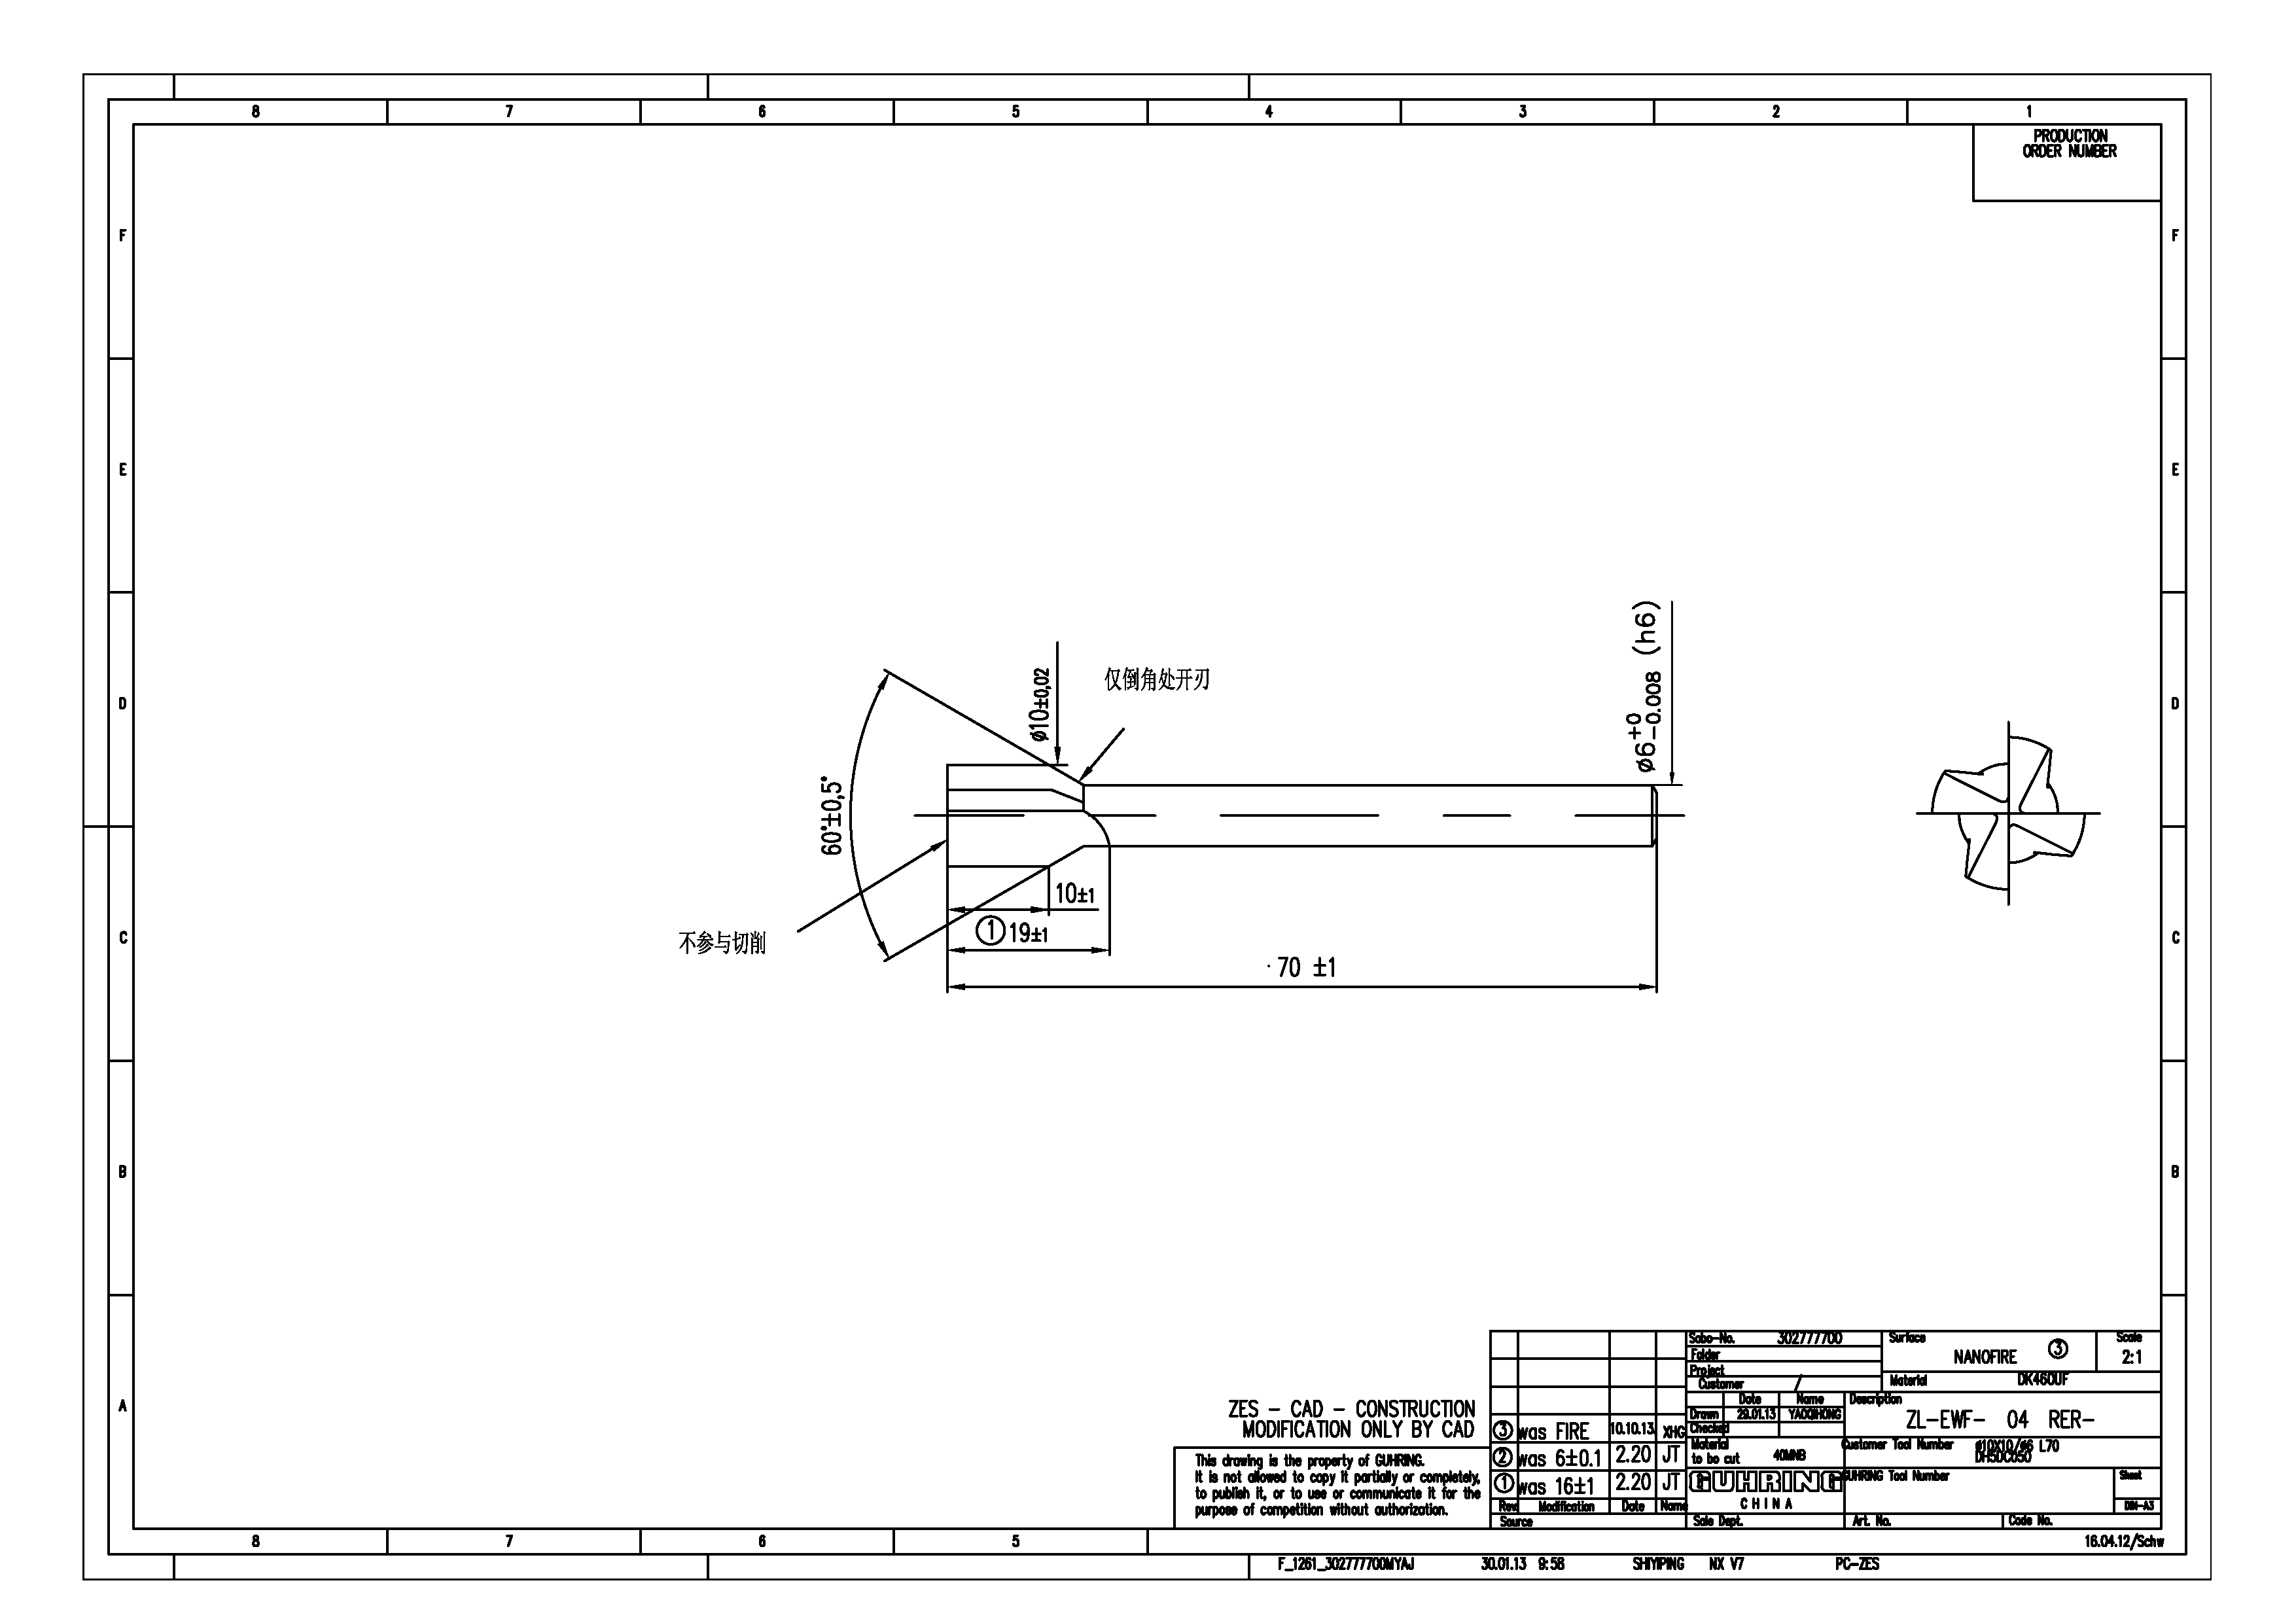 8 7 6 5 4 3 2 1
PRODUCTION
ORDER NUMBER
F
F
E
E
D
D
C
C
B
B
A
仅倒角处开刃
ø10±0,02
ø6 +0 -0.008 (h6)
60°±0,5°
10±1
① 19±1
不参与切削
70 ±1
ZES - CAD - CONSTRUCTION
MODIFICATION ONLY BY CAD
This drawing is the property of GUHRING.
It is not allowed to copy it partially or completely,
to publish it, or to use or communicate it for the
purpose of competition without authorization.
③ was FIRE 10.10.13. XHG
② was 6±0.1 2.20 JT
① was 16±1 2.20 JT
Rev. Modification Date Name
Source
Sabo-No. 302777700
Folder
Project
Customer /
Surface
NANOFIRE ③
Scale
2:1
Material DK460UF
Date Name
Drawn 29.01.13 YAOQIHONG
Checked
Description
ZL-EWF- 04 RER-
Material
to be cut 40MNB
Customer Tool Number ø10X10/ø6 L70
DH5DC050
GUHRING
CHINA
GUHRING Tool Number
Sheet
DIN-A3
Sale Dept.
Art. No.
Code No.
8 7 6 5
16.04.12/Schw
F_1261_302777700MYAJ 30.01.13 9:58 SHIYIPING NX V7 PC-ZES